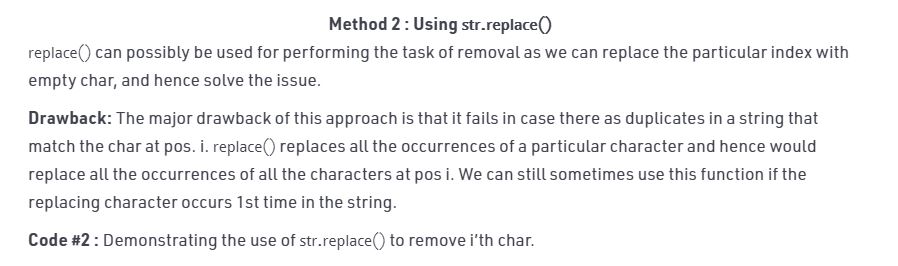 Method 2 : Using str.replace()
replace() can possibly be used for performing the task of removal as we can replace the particular index with
empty char, and hence solve the issue.
Drawback: The major drawback of this approach is that it fails in case there as duplicates in a string that
match the char at pos. i. replace() replaces all the occurrences of a particular character and hence would
replace all the occurrences of all the characters at pos i. We can still sometimes use this function if the
replacing character occurs 1st time in the string.
Code #2 : Demonstrating the use of str.replace() to remove i'th char.